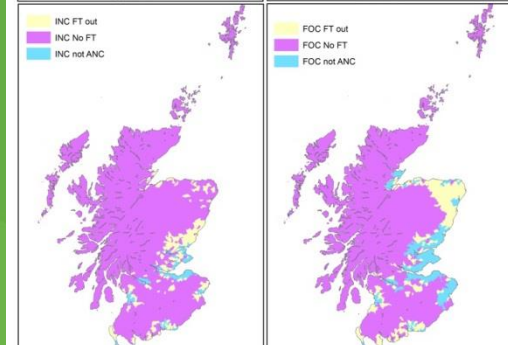 INC FT out
INC No FT
INC not ANC
FOC FT out
FOC No FT
FOC not ANC